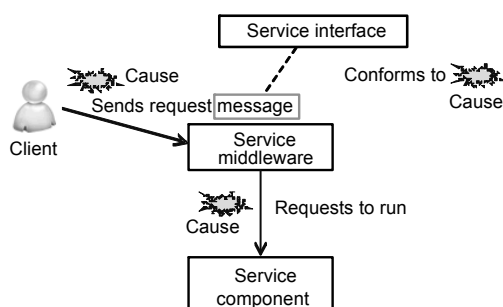 Service interface
Cause
Conforms to
Cause
Sends request message
Client
Service
middleware
Cause
Requests to run
Service
component